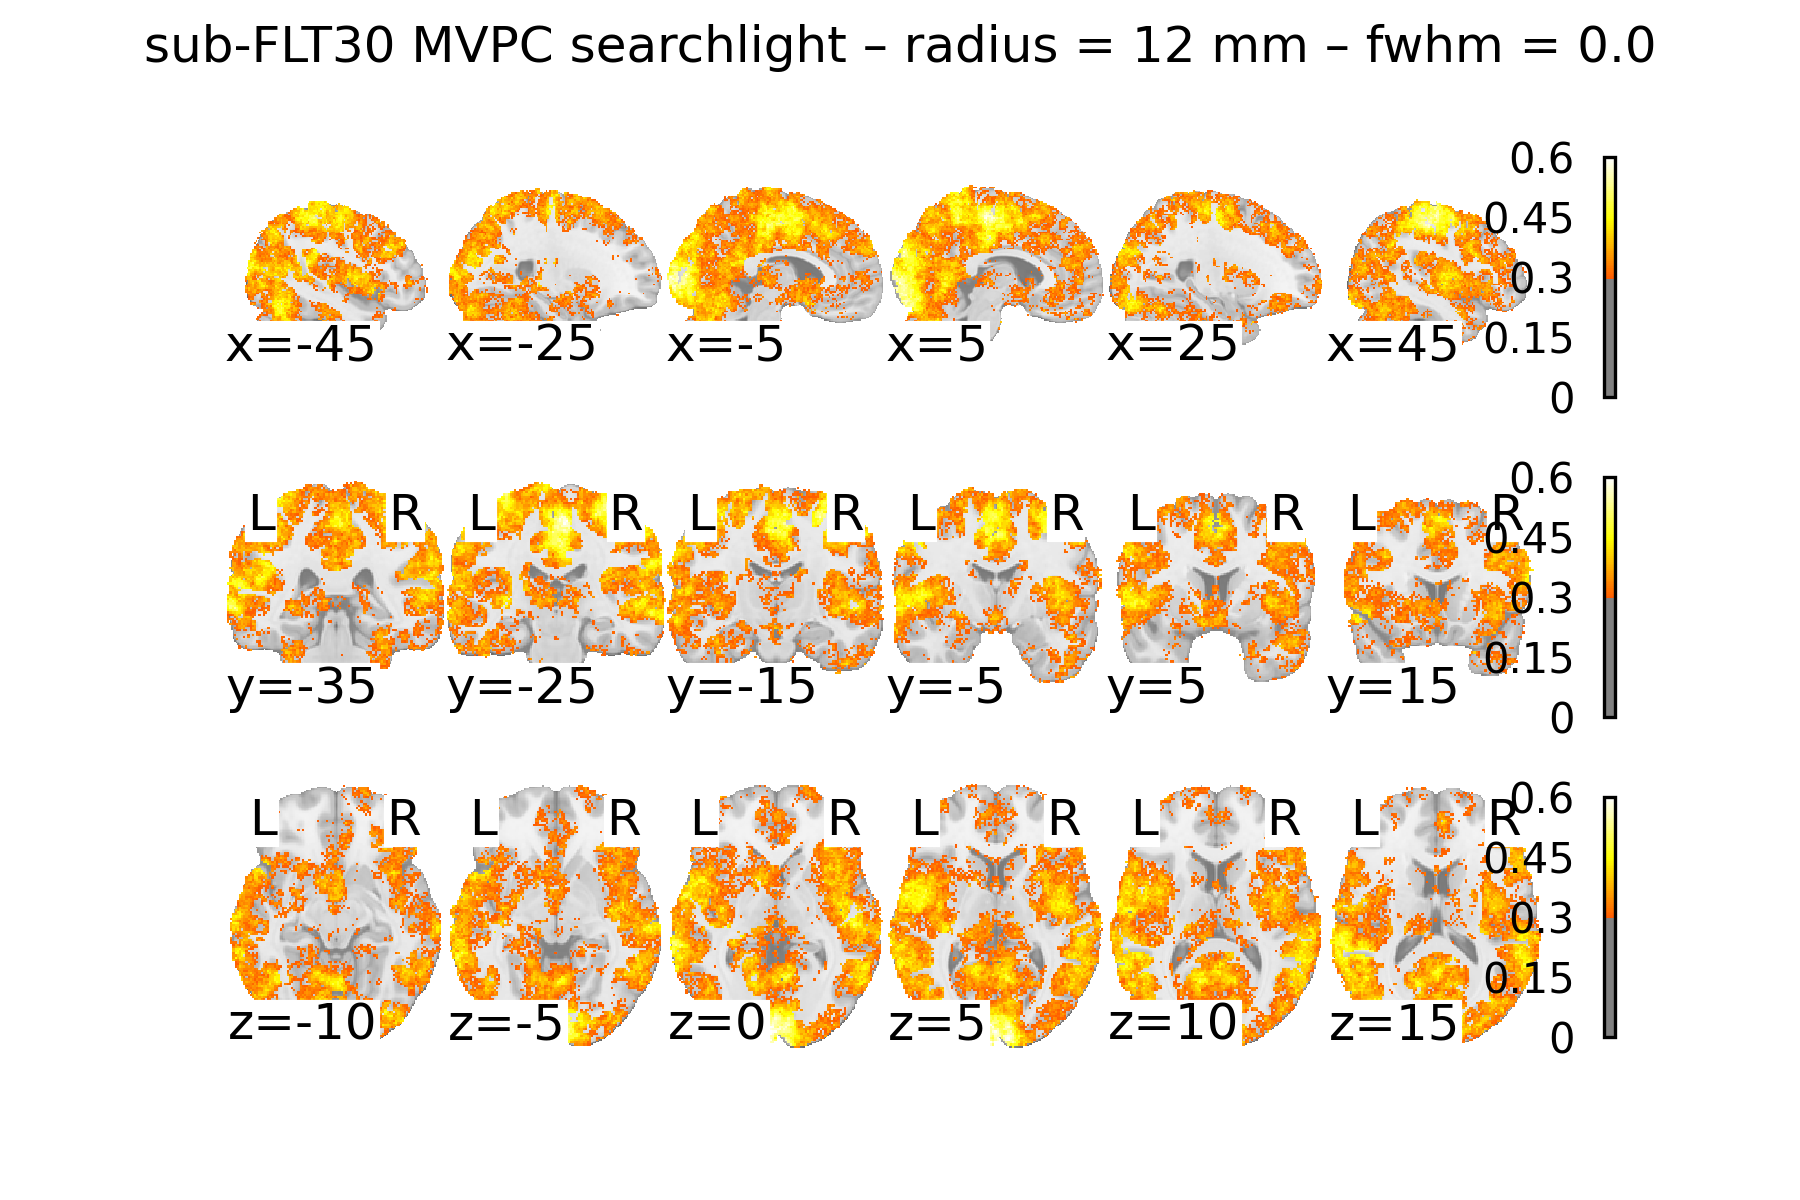 sub-FLT30 MVPC searchlight – radius = 12 mm – fwhm = 0.0
0.6
0.45
0.3
0.15
0
x=-45 x=-25 x=-5 x=5 x=25 x=45
L R L R L R L R L R L R
0.6
0.45
0.3
0.15
0
y=-35 y=-25 y=-15 y=-5 y=5 y=15
L R L R L R L R L R L R
0.6
0.45
0.3
0.15
0
z=-10 z=-5 z=0 z=5 z=10 z=15